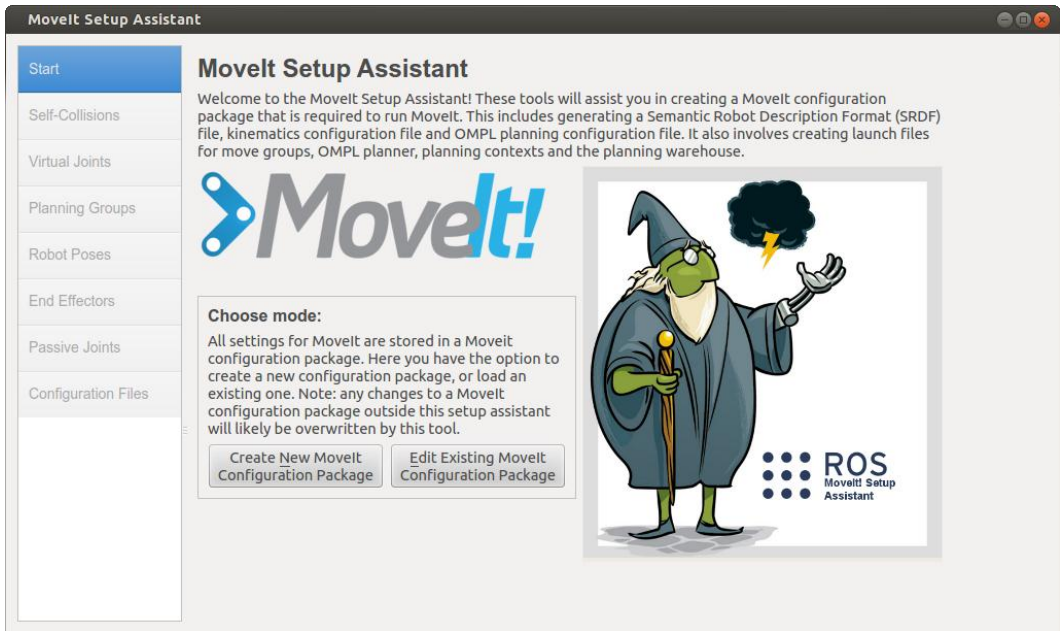 MoveIt Setup Assistant
Start
Self-Collisions
Virtual Joints
Planning Groups
Robot Poses
End Effectors
Passive Joints
Configuration Files
MoveIt Setup Assistant
Welcome to the MoveIt Setup Assistant! These tools will assist you in creating a MoveIt configuration
package that is required to run MoveIt. This includes generating a Semantic Robot Description Format (SRDF)
file, kinematics configuration file and OMPL planning configuration file. It also involves creating launch files
for move groups, OMPL planner, planning contexts and the planning warehouse.
MoveIt!
Choose mode:
All settings for MoveIt are stored in a Moveit
configuration package. Here you have the option to
create a new configuration package, or load an
existing one. Note: any changes to a MoveIt
configuration package outside this setup assistant
will likely be overwritten by this tool.
Create New MoveIt
Configuration Package
Edit Existing MoveIt
Configuration Package
ROS
MoveIt! Setup
Assistant